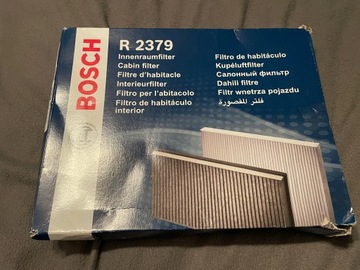 BOSCH
R 2379
Innenraumfilter
Cabin filter
Filtre d'habitacle
Interieurfilter
Filtro per l'abitacolo
Filtro de habitáculo
interior
Filtro de habitáculo
Kupéluftfilter
Салонный фильтр
Dahili filtre
Filtr wnetrza pojazdu
فلتر المقصورة